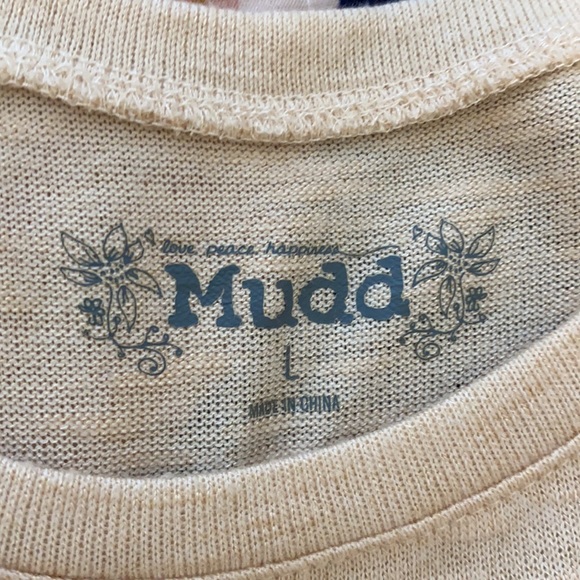 love peace happiness
Mudd
L
MADE IN CHINA